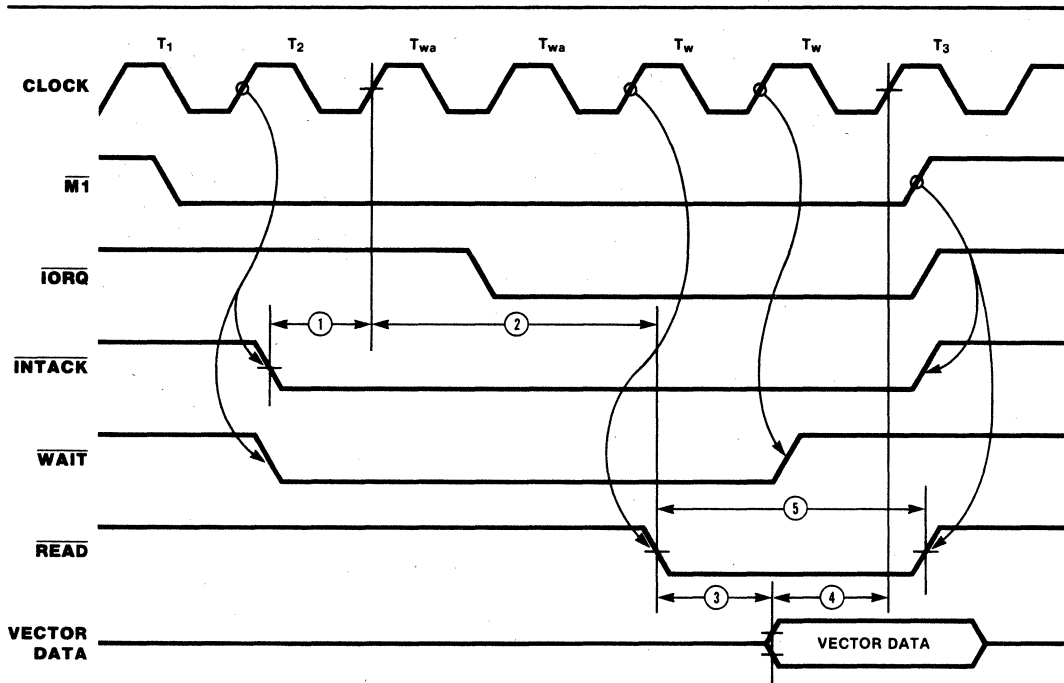 T1 T2 Twa Twa Tw Tw T3
CLOCK
M1
IORQ
1 2
INTACK
WAIT
5
READ
3 4
VECTOR
DATA
VECTOR DATA